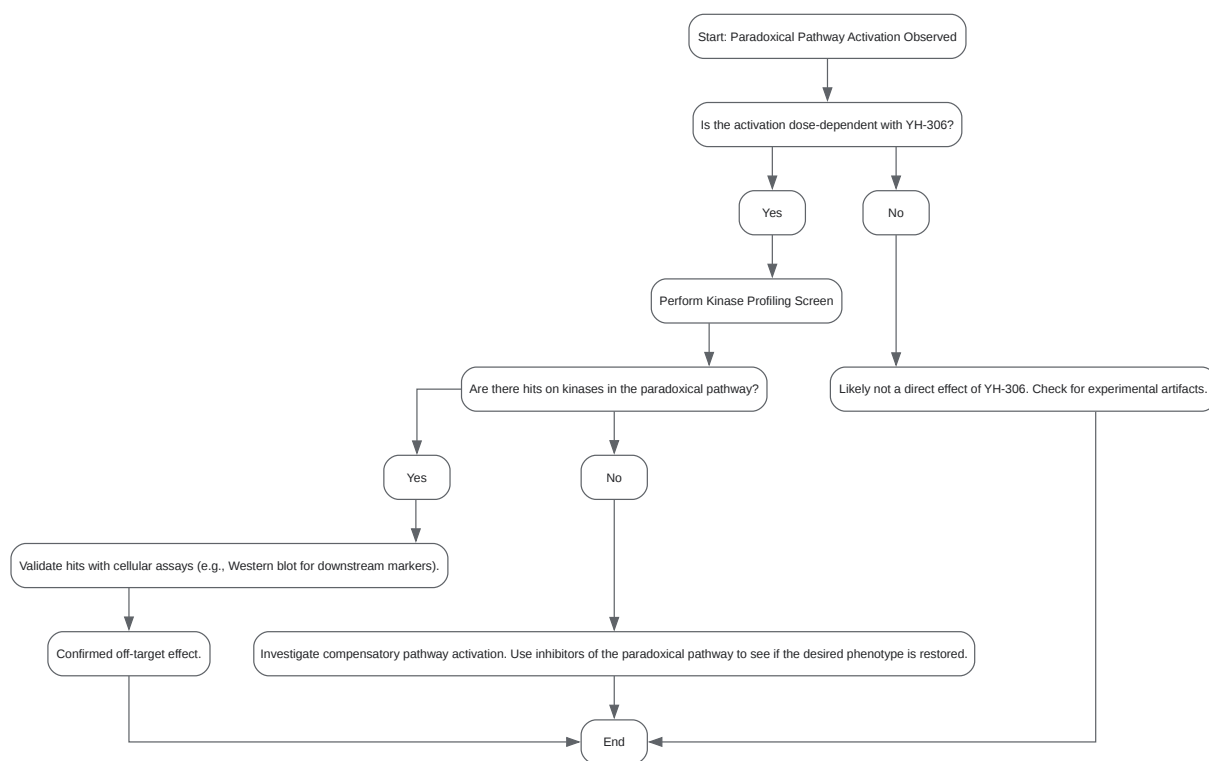 Start: Paradoxical Pathway Activation Observed
Is the activation dose-dependent with YH-306?
Yes
No
Perform Kinase Profiling Screen
Are there hits on kinases in the paradoxical pathway?
Likely not a direct effect of YH-306. Check for experimental artifacts.
Yes
No
Validate hits with cellular assays (e.g., Western blot for downstream markers).
Confirmed off-target effect.
Investigate compensatory pathway activation. Use inhibitors of the paradoxical pathway to see if the desired phenotype is restored.
End